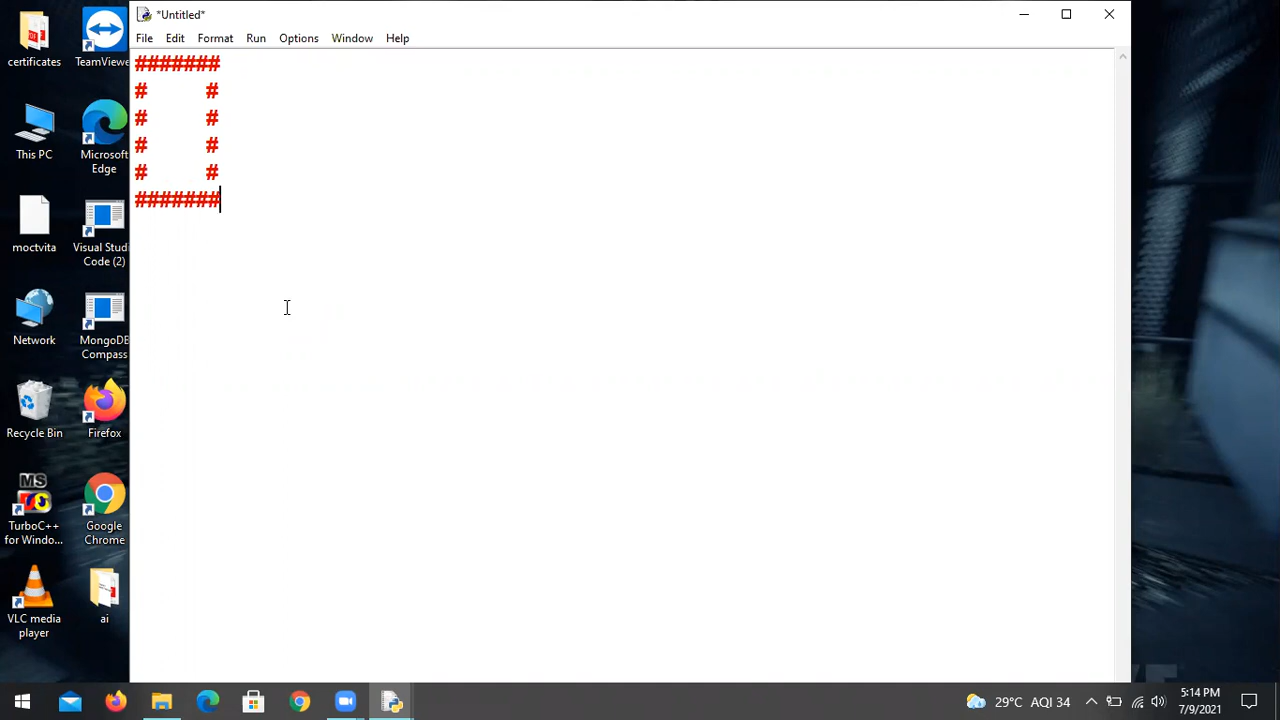 *Untitled*
File Edit Format Run Options Window Help
#######
#     #
#     #
#     #
#     #
#######
certificates
TeamViewe
This PC
Microsoft
Edge
moctvita
Visual Studi
Code (2)
Network
MongoDB
Compass
Recycle Bin
Firefox
MS
TurboC++
for Windo...
Google
Chrome
VLC media
player
ai
29°C AQI 34
5:14 PM
7/9/2021